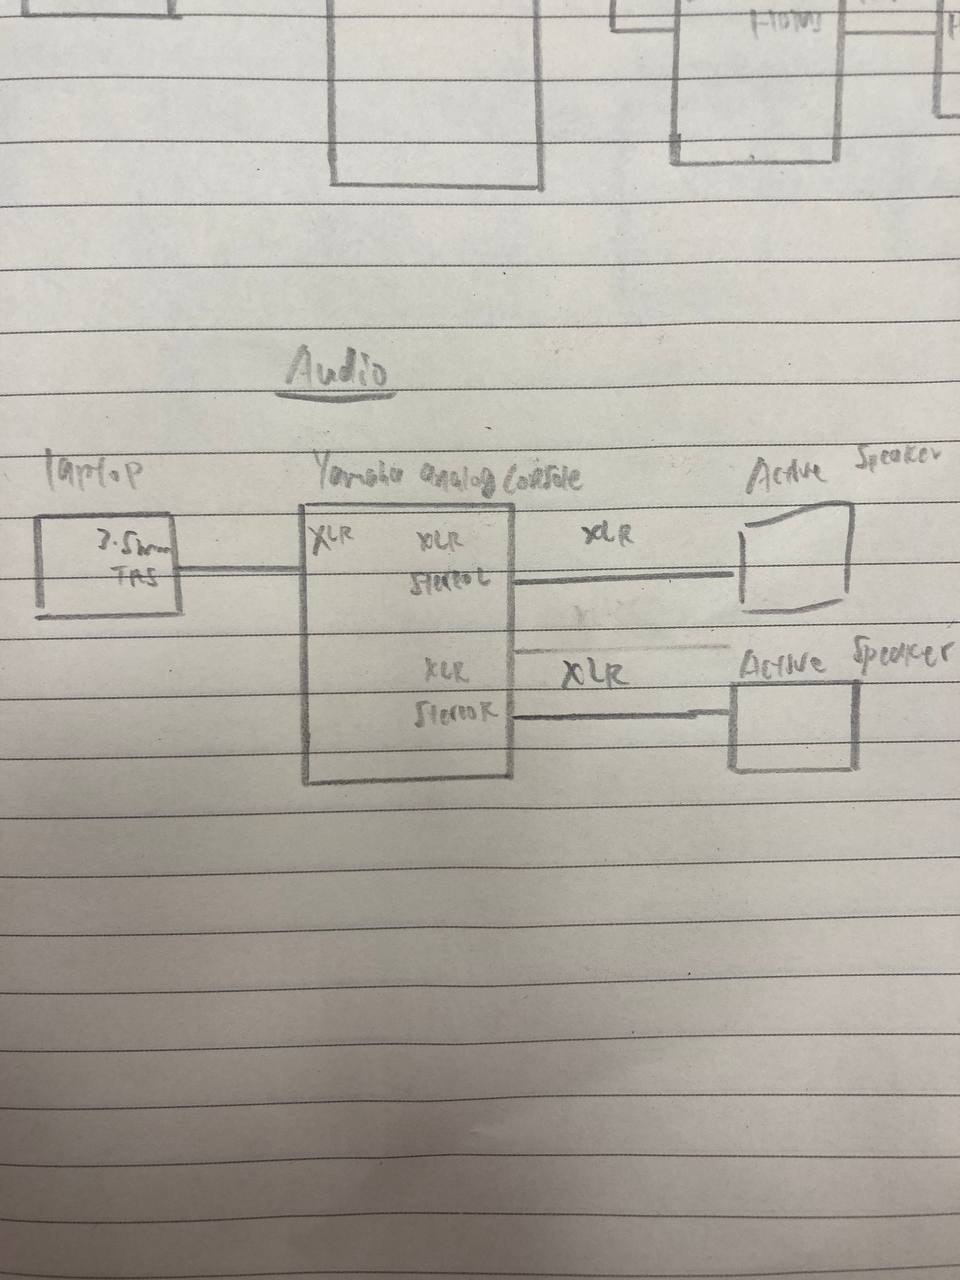 HDMI
Audio
laptop
Yamaha analog console
Active Speaker
3.5mm
TRS
XLR
XLR
Stereo L
XLR
XLR
Stereo R
XLR
Active Speaker